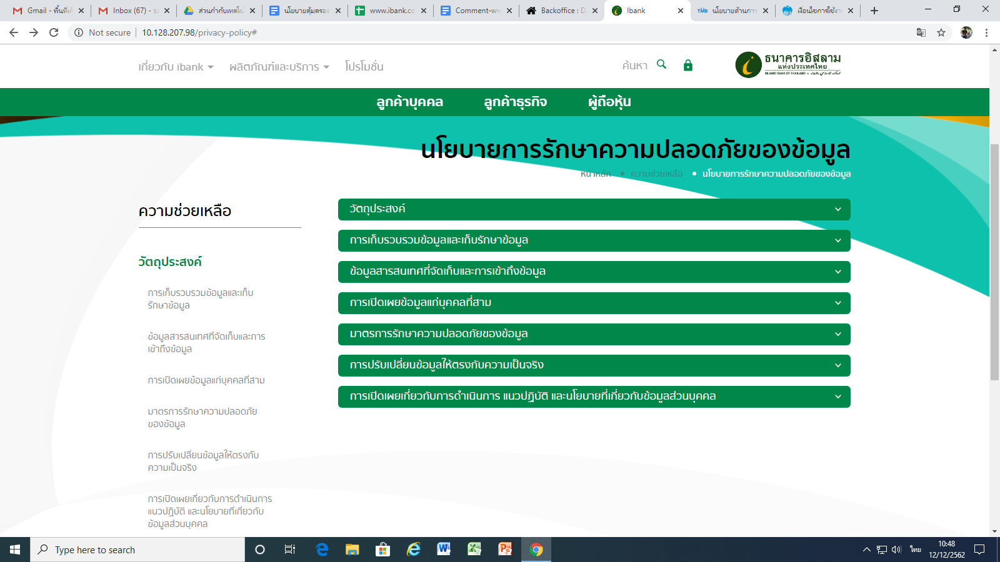 Gmail - พื้นที่เก็
Inbox (67) - sa
ส่วนกำกับเทคโน
นโยบายคุ้มครอง
www.ibank.co
Comment-ww
Backoffice : D
Ibank
TMB นโยบายด้านการ
เงื่อนไขการใช้งา
Not secure 10.128.207.98/privacy-policy#
เกี่ยวกับ ibank ผลิตภัณฑ์และบริการ โปรโมชั่น ค้นหา
ธนาคารอิสลาม
แห่งประเทศไทย
ISLAMIC BANK OF THAILAND
ลูกค้าบุคคล ลูกค้าธุรกิจ ผู้ถือหุ้น
นโยบายการรักษาความปลอดภัยของข้อมูล
หน้าหลัก • ความช่วยเหลือ • นโยบายการรักษาความปลอดภัยของข้อมูล
ความช่วยเหลือ
วัตถุประสงค์
การเก็บรวบรวมข้อมูลและเก็บ
รักษาข้อมูล
ข้อมูลสารสนเทศที่จัดเก็บและการ
เข้าถึงข้อมูล
การเปิดเผยข้อมูลแก่บุคคลที่สาม
มาตรการรักษาความปลอดภัย
ของข้อมูล
การปรับเปลี่ยนข้อมูลให้ตรงกับ
ความเป็นจริง
การเปิดเผยเกี่ยวกับการดำเนินการ
แนวปฏิบัติ และนโยบายที่เกี่ยวกับ
ข้อมูลส่วนบุคคล
วัตถุประสงค์
การเก็บรวบรวมข้อมูลและเก็บรักษาข้อมูล
ข้อมูลสารสนเทศที่จัดเก็บและการเข้าถึงข้อมูล
การเปิดเผยข้อมูลแก่บุคคลที่สาม
มาตรการรักษาความปลอดภัยของข้อมูล
การปรับเปลี่ยนข้อมูลให้ตรงกับความเป็นจริง
การเปิดเผยเกี่ยวกับการดำเนินการ แนวปฏิบัติ และนโยบายที่เกี่ยวกับข้อมูลส่วนบุคคล
Type here to search
ไทย
10:48
12/12/2562